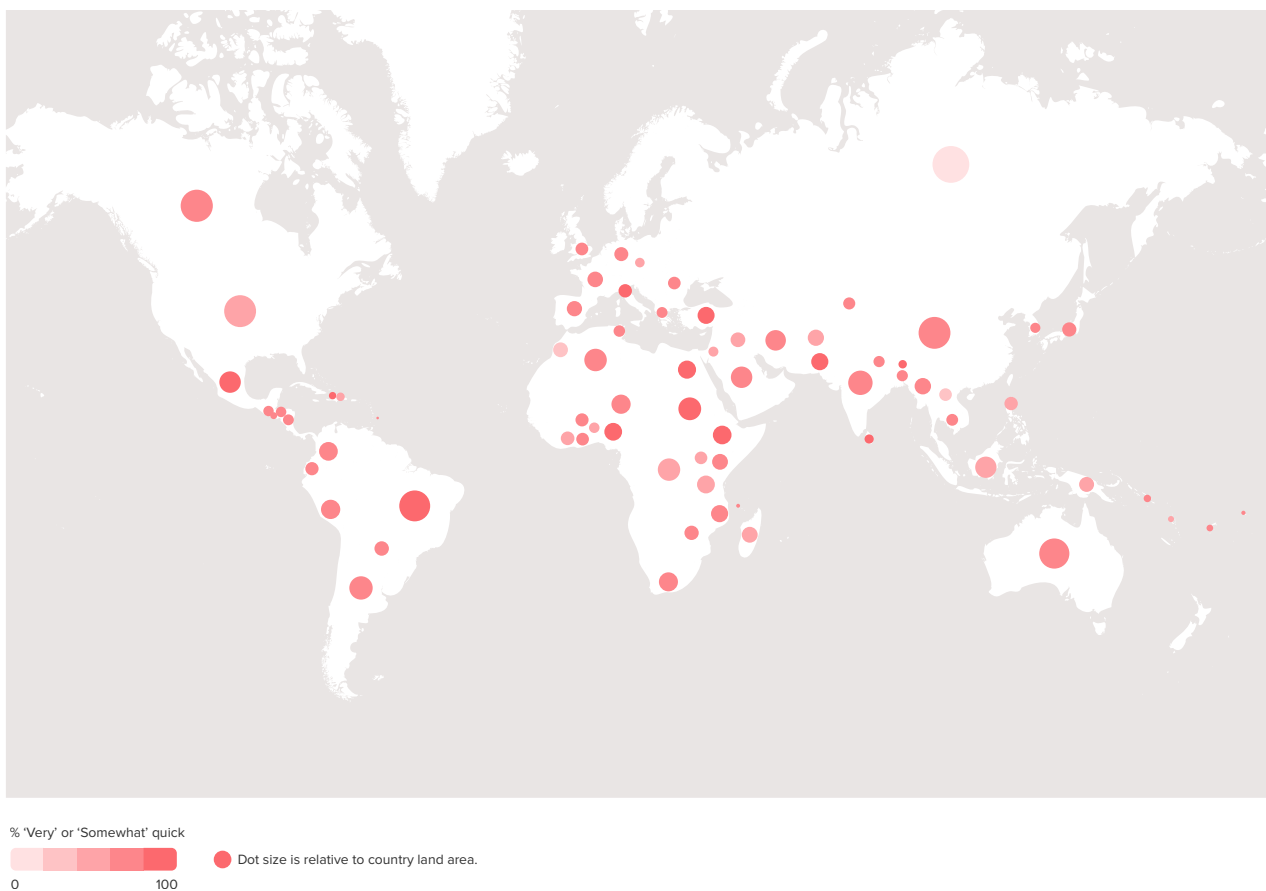 % ‘Very’ or ‘Somewhat’ quick
Dot size is relative to country land area.
0 100